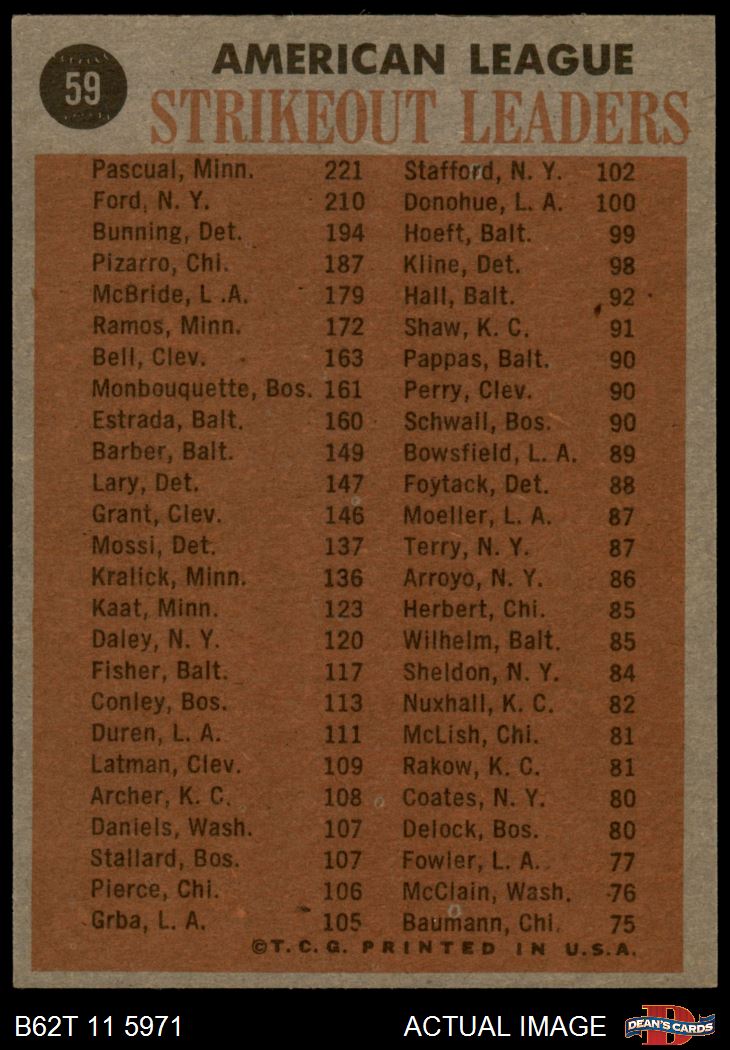 59
AMERICAN LEAGUE
STRIKEOUT LEADERS
Pascual, Minn. 221
Ford, N. Y. 210
Bunning, Det. 194
Pizarro, Chi. 187
McBride, L .A. 179
Ramos, Minn. 172
Bell, Clev. 163
Monbouquette, Bos. 161
Estrada, Balt. 160
Barber, Balt. 149
Lary, Det. 147
Grant, Clev. 146
Mossi, Det. 137
Kralick, Minn. 136
Kaat, Minn. 123
Daley, N. Y. 120
Fisher, Balt. 117
Conley, Bos. 113
Duren, L. A. 111
Latman, Clev. 109
Archer, K. C. 108
Daniels, Wash. 107
Stallard, Bos. 107
Pierce, Chi. 106
Grba, L. A. 105
Stafford, N. Y. 102
Donohue, L. A. 100
Hoeft, Balt. 99
Kline, Det. 98
Hall, Balt. 92
Shaw, K. C. 91
Pappas, Balt. 90
Perry, Clev. 90
Schwall, Bos. 90
Bowsfield, L. A. 89
Foytack, Det. 88
Moeller, L. A. 87
Terry, N. Y. 87
Arroyo, N. Y. 86
Herbert, Chi. 85
Wilhelm, Balt. 85
Sheldon, N. Y. 84
Nuxhall, K. C. 82
McLish, Chi. 81
Rakow, K. C. 81
Coates, N. Y. 80
Delock, Bos. 80
Fowler, L. A. 77
McClain, Wash. 76
Baumann, Chi. 75
©T. C. G. PRINTED IN U.S.A.
B62T 11 5971
ACTUAL IMAGE
D
DEAN'S CARDS